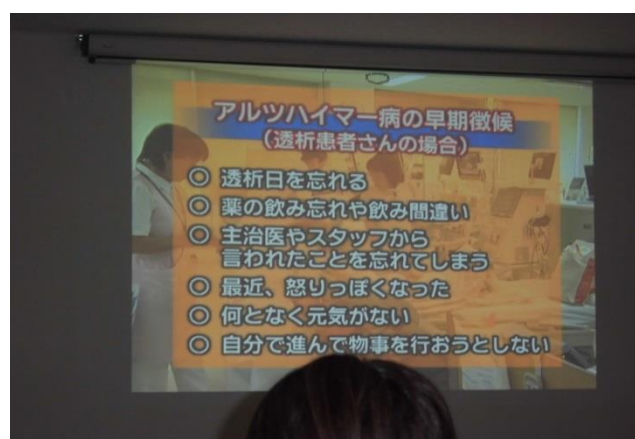 アルツハイマー病の早期徴候
（透析患者さんの場合）
◎ 透析日を忘れる
◎ 薬の飲み忘れや飲み間違い
◎ 主治医やスタッフから
言われたことを忘れてしまう
◎ 最近、怒りっぽくなった
◎ 何となく元気がない
◎ 自分で進んで物事を行おうとしない